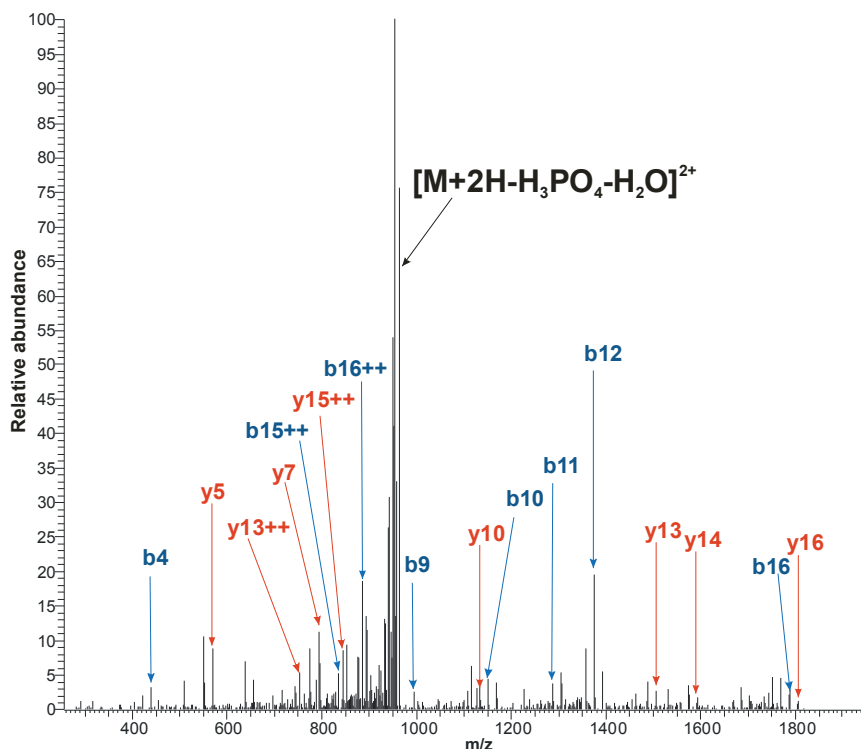 100
95
90
85
80
75
70
65
60
55
50
45
40
35
30
25
20
15
10
5
0
Relative abundance
[M+2H-H₃PO₄-H₂O]²⁺
b16++
b12
y15++
b15++
y7
b11
y5
b10
y13++
y10
y13
y14
b4
b9
b16
y16
400
600
800
1000
1200
1400
1600
1800
m/z